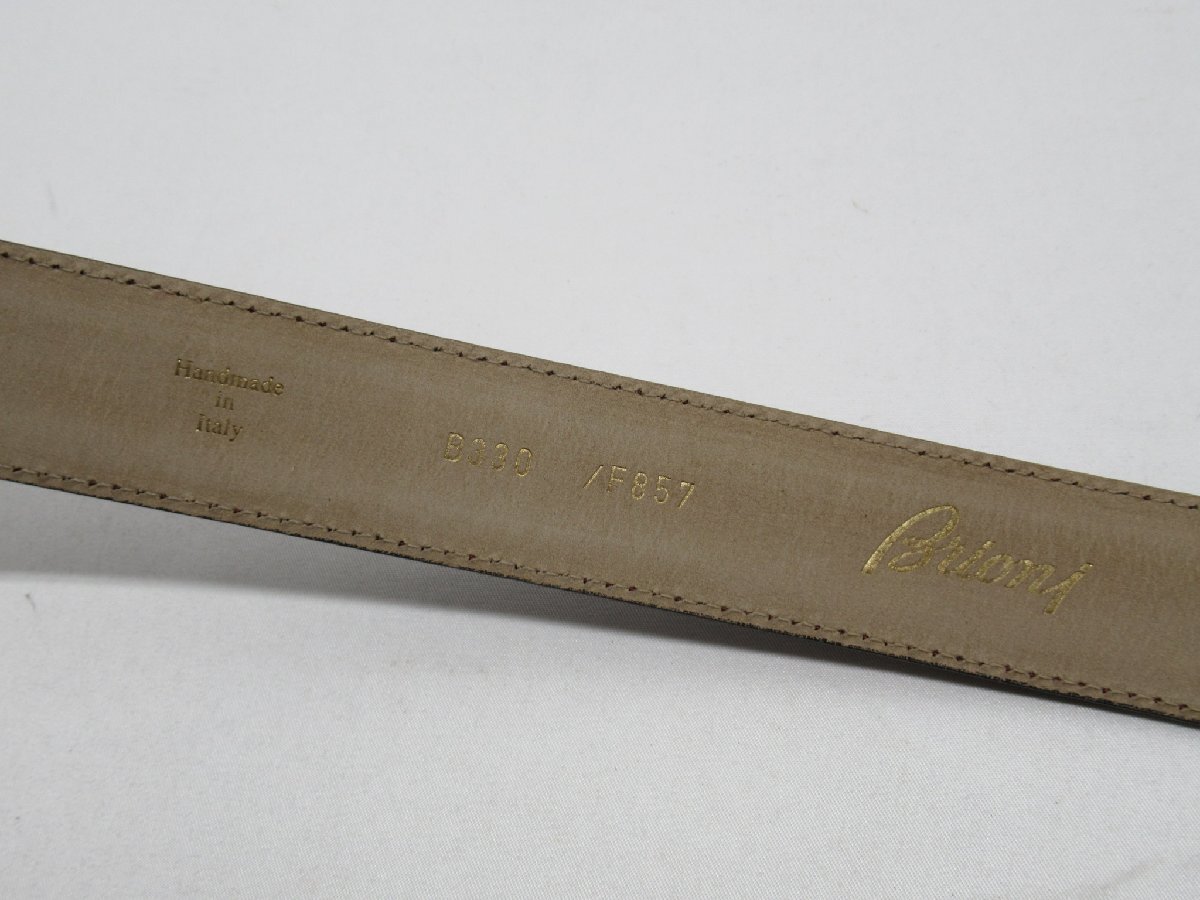 Handmade
in
Italy
B330 /F857
Brioni